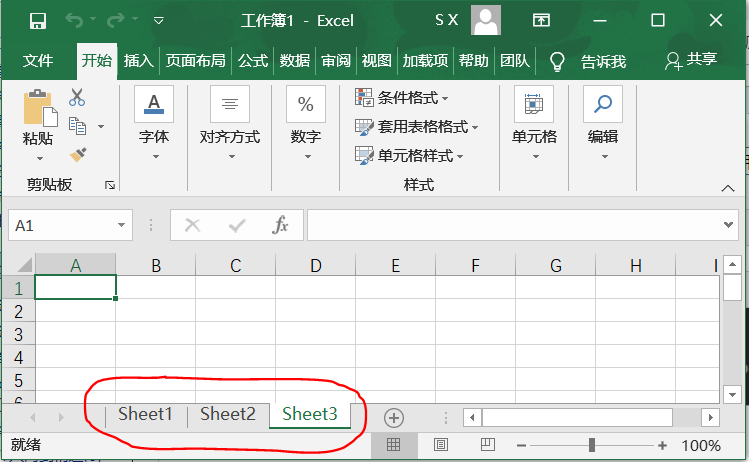 工作簿1 - Excel
S X
文件 开始 插入 页面布局 公式 数据 审阅 视图 加载项 帮助 团队 告诉我 共享
粘贴
剪贴板
A
字体
对齐方式
%
数字
条件格式
套用表格格式
单元格样式
样式
单元格
编辑
A1
fx
A B C D E F G H I
1
2
3
4
5
Sheet1 Sheet2 Sheet3
就绪
100%